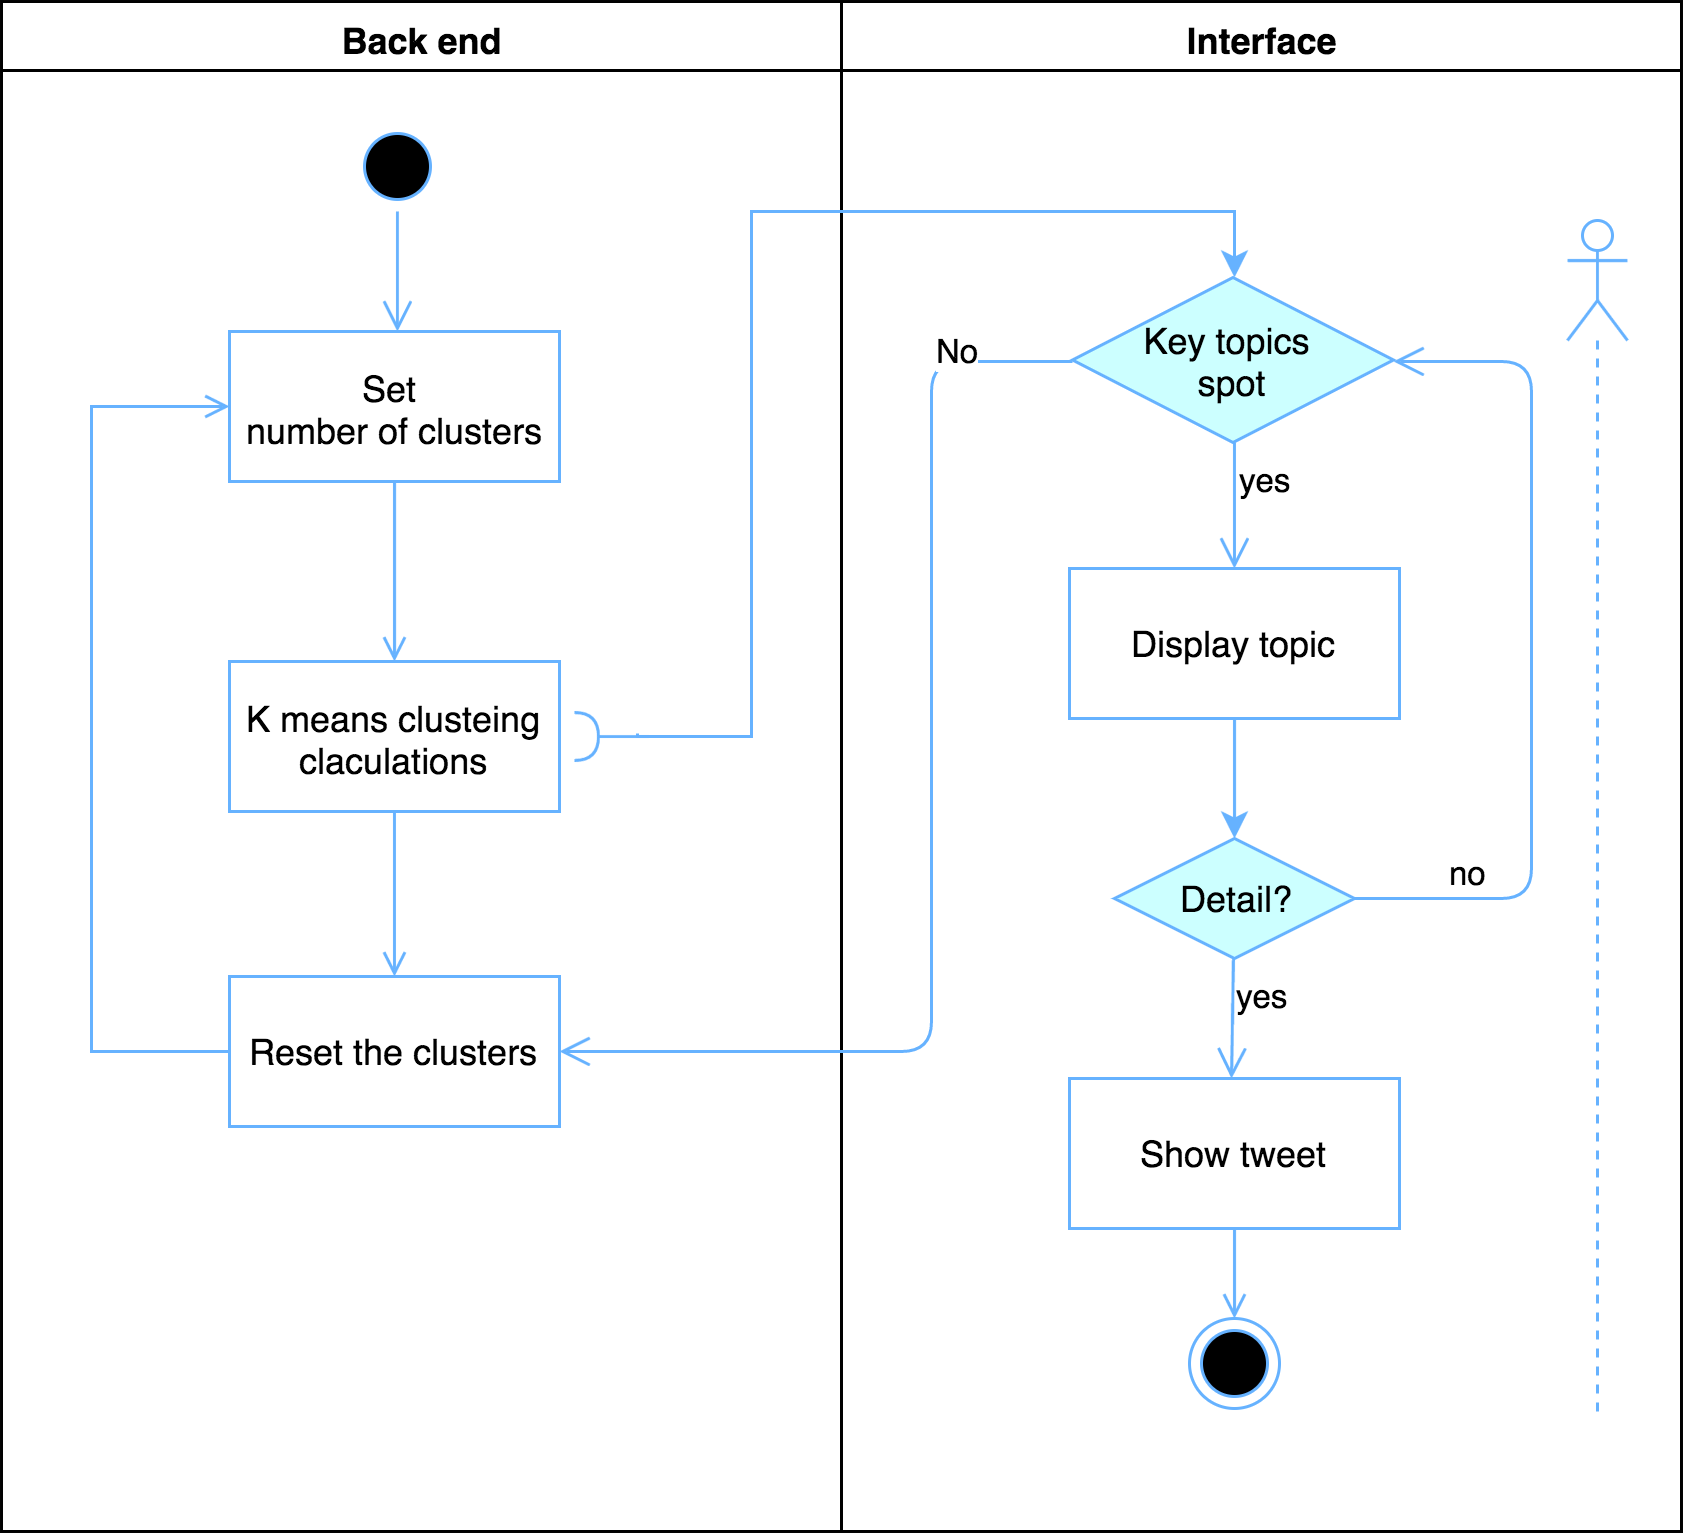 Back end
Interface
Set
number of clusters
K means clusteing
claculations
Reset the clusters
Key topics
spot
No
yes
Display topic
Detail?
no
yes
Show tweet